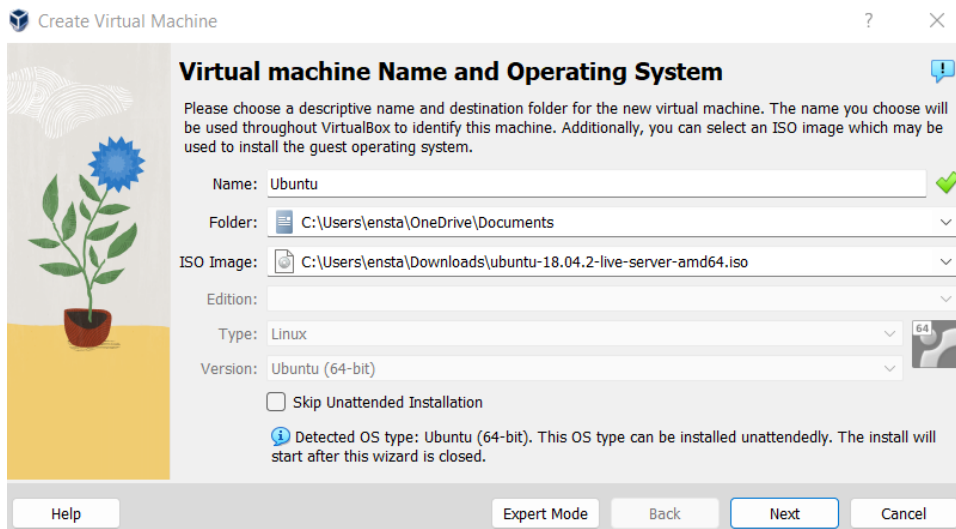 Create Virtual Machine
?
Virtual machine Name and Operating System
!
Please choose a descriptive name and destination folder for the new virtual machine. The name you choose will
be used throughout VirtualBox to identify this machine. Additionally, you can select an ISO image which may be
used to install the guest operating system.
Name: Ubuntu
Folder: C:\Users\ensta\OneDrive\Documents
ISO Image: C:\Users\ensta\Downloads\ubuntu-18.04.2-live-server-amd64.iso
Edition:
Type: Linux
64
Version: Ubuntu (64-bit)
Skip Unattended Installation
Detected OS type: Ubuntu (64-bit). This OS type can be installed unattendedly. The install will
start after this wizard is closed.
Help Expert Mode Back Next Cancel